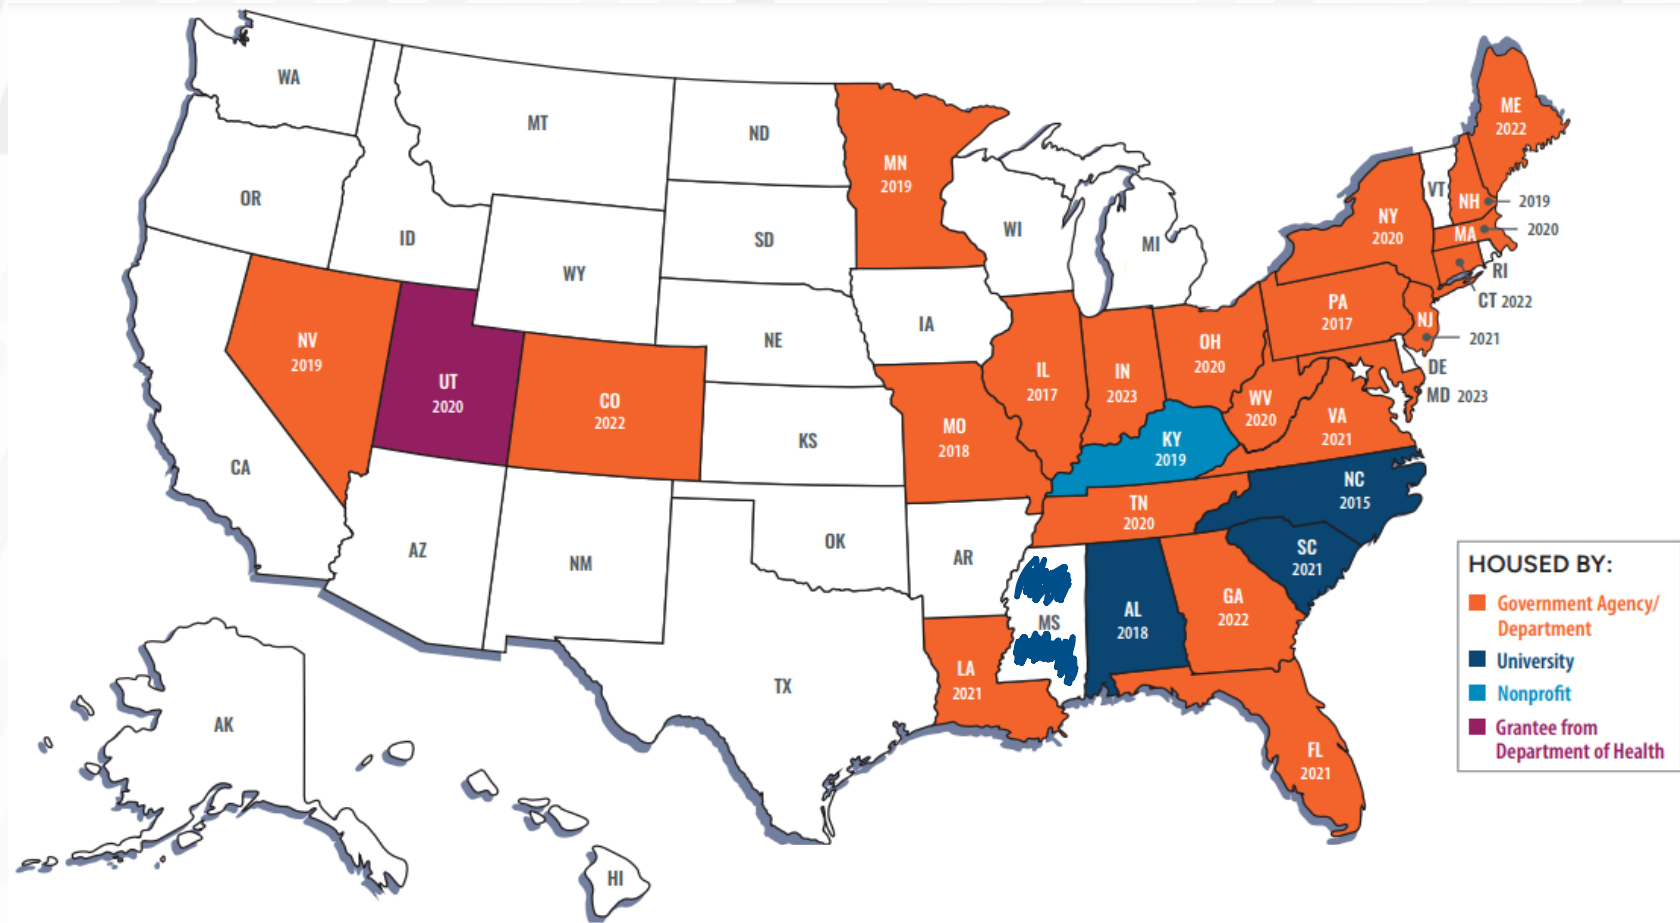 WA
MT
ND
MN
2019
ME
2022
OR
ID
WY
SD
WI
MI
NY
2020
VT
NH
2019
MA
2020
RI
CT 2022
NV
2019
UT
2020
CO
2022
NE
IA
IL
2017
IN
2023
OH
2020
PA
2017
NJ
2021
DE
MD 2023
WV
2020
VA
2021
CA
KS
MO
2018
KY
2019
NC
2015
TN
2020
AZ
NM
OK
AR
MS
AL
2018
GA
2022
SC
2021
LA
2021
TX
FL
2021
AK
HI
HOUSED BY:
Government Agency/
Department
University
Nonprofit
Grantee from
Department of Health